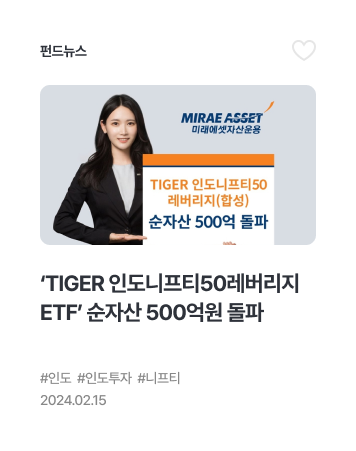 펀드뉴스
MIRAE ASSET
미래에셋자산운용
TIGER 인도니프티50
레버리지(합성)
순자산 500억 돌파
‘TIGER 인도니프티50레버리지
ETF’ 순자산 500억원 돌파
#인도 #인도투자 #니프티
2024.02.15